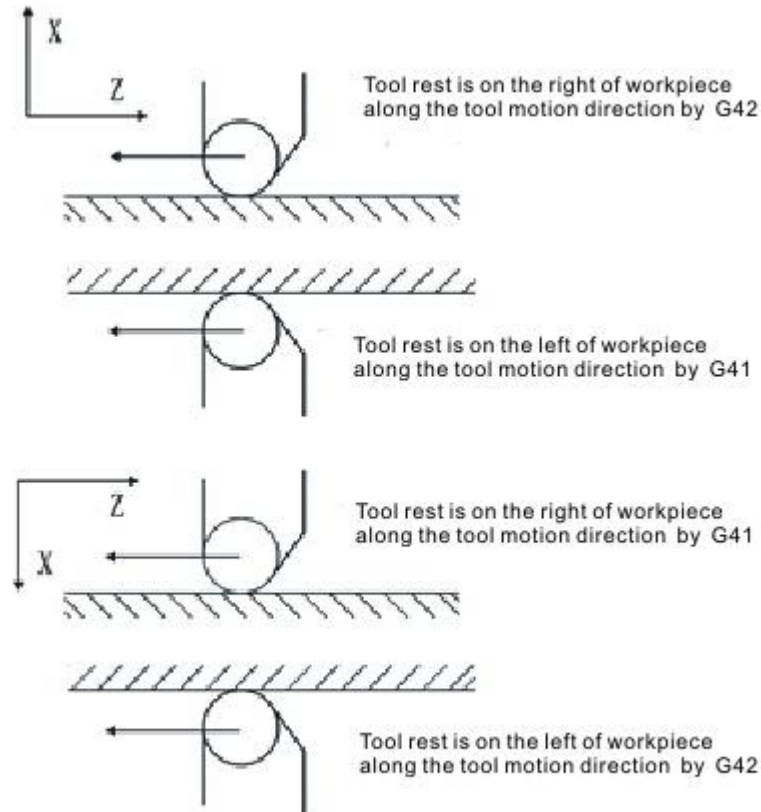 X
Z
Tool rest is on the right of workpiece
along the tool motion direction by G42
Tool rest is on the left of workpiece
along the tool motion direction by G41
Z
X
Tool rest is on the right of workpiece
along the tool motion direction by G41
Tool rest is on the left of workpiece
along the tool motion direction by G42